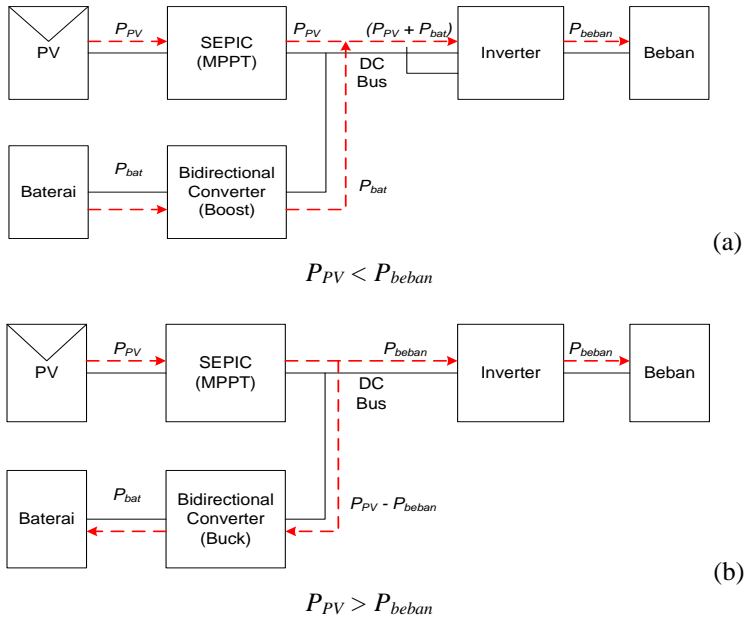 P_PV
P_PV
(P_PV + P_bat)
P_beban
PV
SEPIC
(MPPT)
DC
Bus
Inverter
Beban
Baterai
P_bat
Bidirectional
Converter
(Boost)
P_bat
(a)
P_PV < P_beban
P_PV
P_beban
P_beban
PV
SEPIC
(MPPT)
DC
Bus
Inverter
Beban
Baterai
P_bat
Bidirectional
Converter
(Buck)
P_PV - P_beban
(b)
P_PV > P_beban